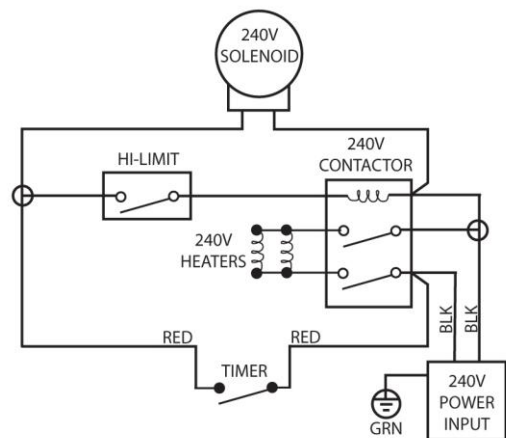 240V
SOLENOID
HI-LIMIT
240V
CONTACTOR
240V
HEATERS
RED
RED
TIMER
BLK
BLK
GRN
240V
POWER
INPUT